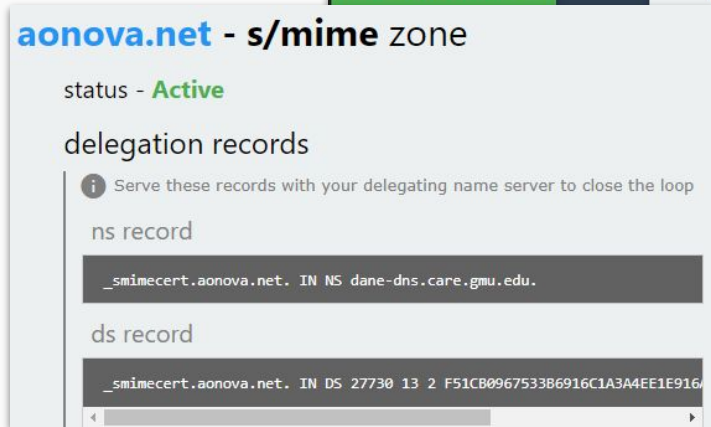 aonova.net - s/mime zone
status - Active
delegation records
Serve these records with your delegating name server to close the loop
ns record
_smimecert.aonova.net. IN NS dane-dns.care.gmu.edu.
ds record
_smimecert.aonova.net. IN DS 27730 13 2 F51CB0967533B6916C1A3A4EE1E916